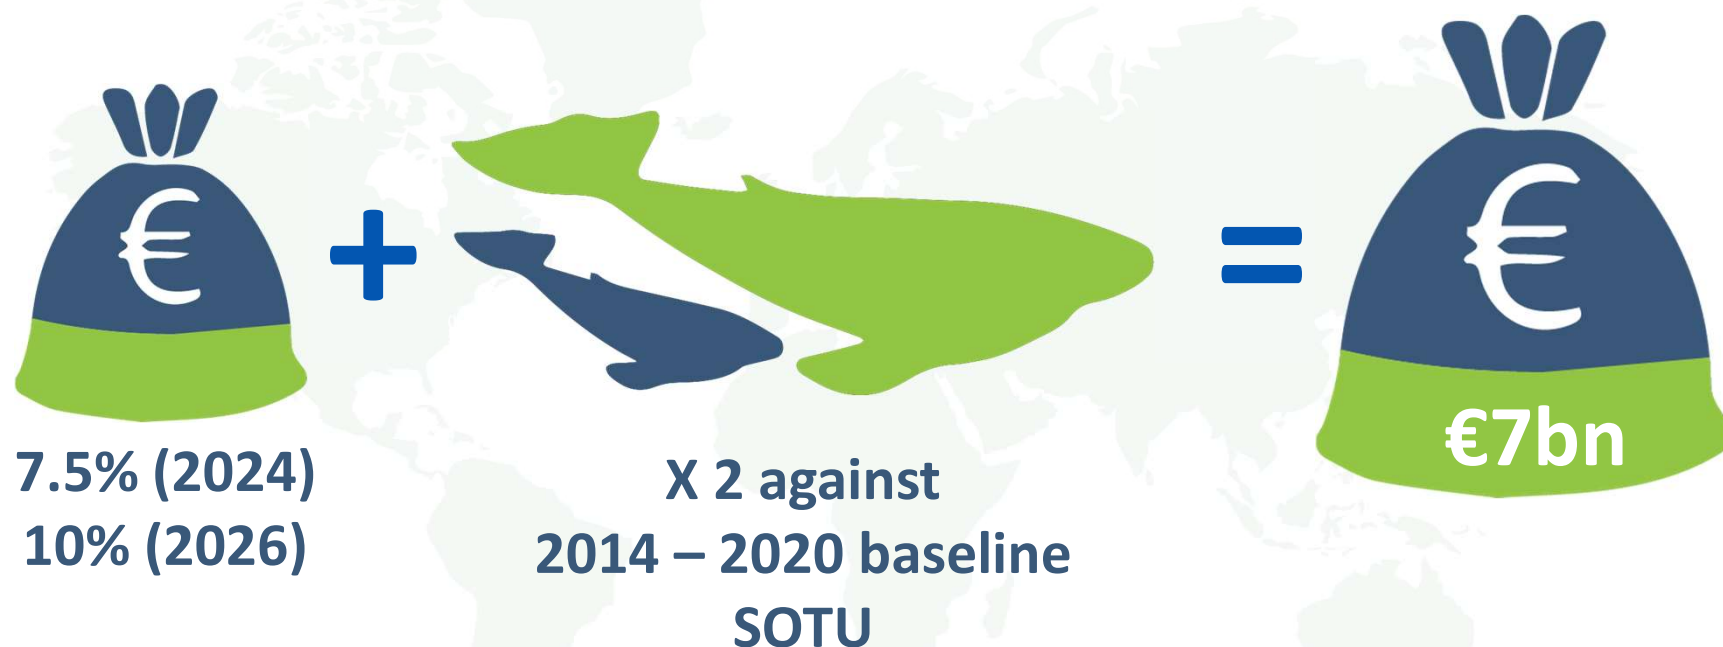 €
+
=
€
€7bn
7.5% (2024)
10% (2026)
X 2 against
2014 – 2020 baseline
SOTU